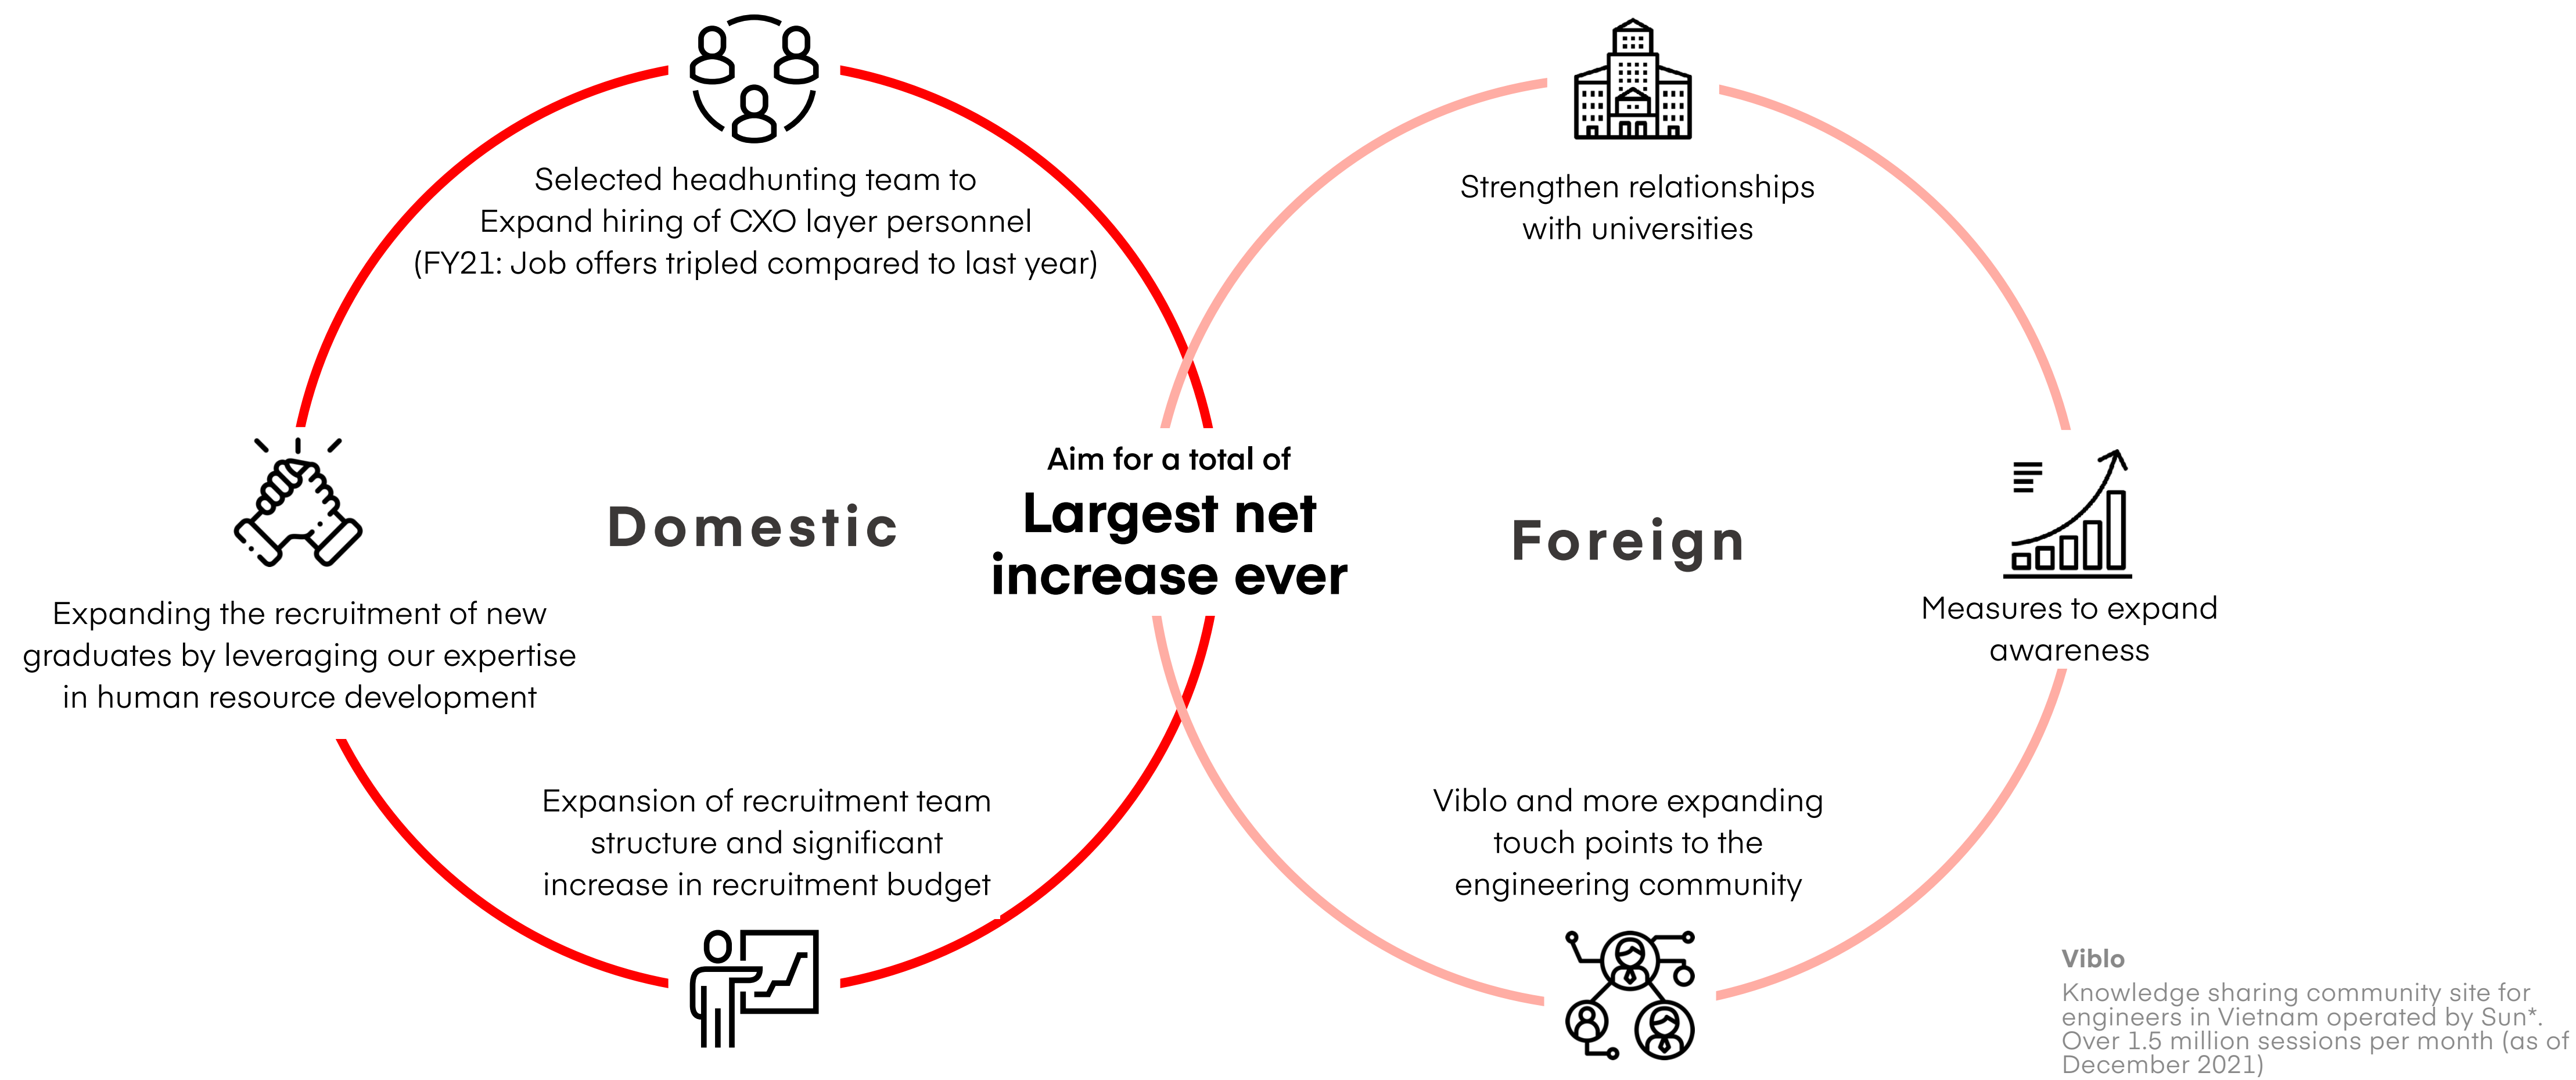 Selected headhunting team to
Expand hiring of CXO layer personnel
(FY21: Job offers tripled compared to last year)
Expanding the recruitment of new
graduates by leveraging our expertise
in human resource development
Domestic
Expansion of recruitment team
structure and significant
increase in recruitment budget
Aim for a total of
Largest net
increase ever
Strengthen relationships
with universities
Foreign
Measures to expand
awareness
Viblo and more expanding
touch points to the
engineering community
Viblo
Knowledge sharing community site for
engineers in Vietnam operated by Sun*.
Over 1.5 million sessions per month (as of
December 2021)